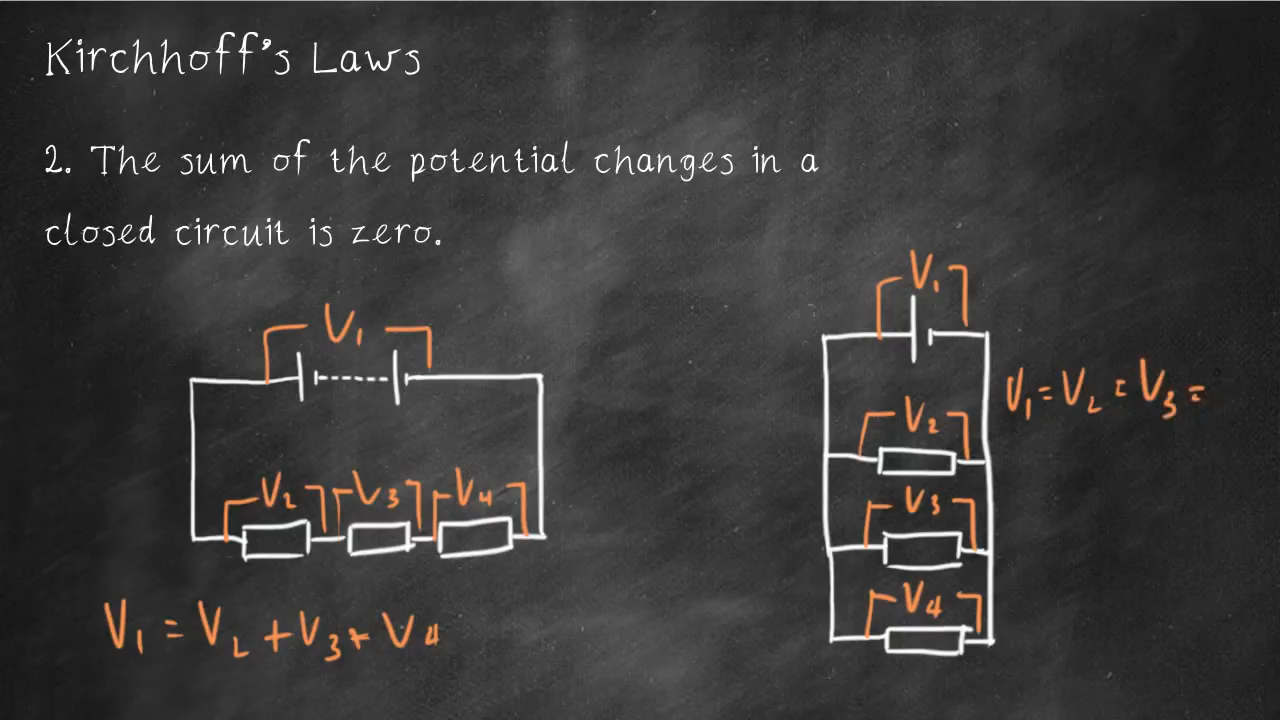 Kirchhoff's Laws
2. The sum of the potential changes in a
closed circuit is zero.
V₁
V₂ V₃ V₄
V₁ = V₂ + V₃ + V₄
V₁
V₁ = V₂ = V₃ =
V₂
V₃
V₄